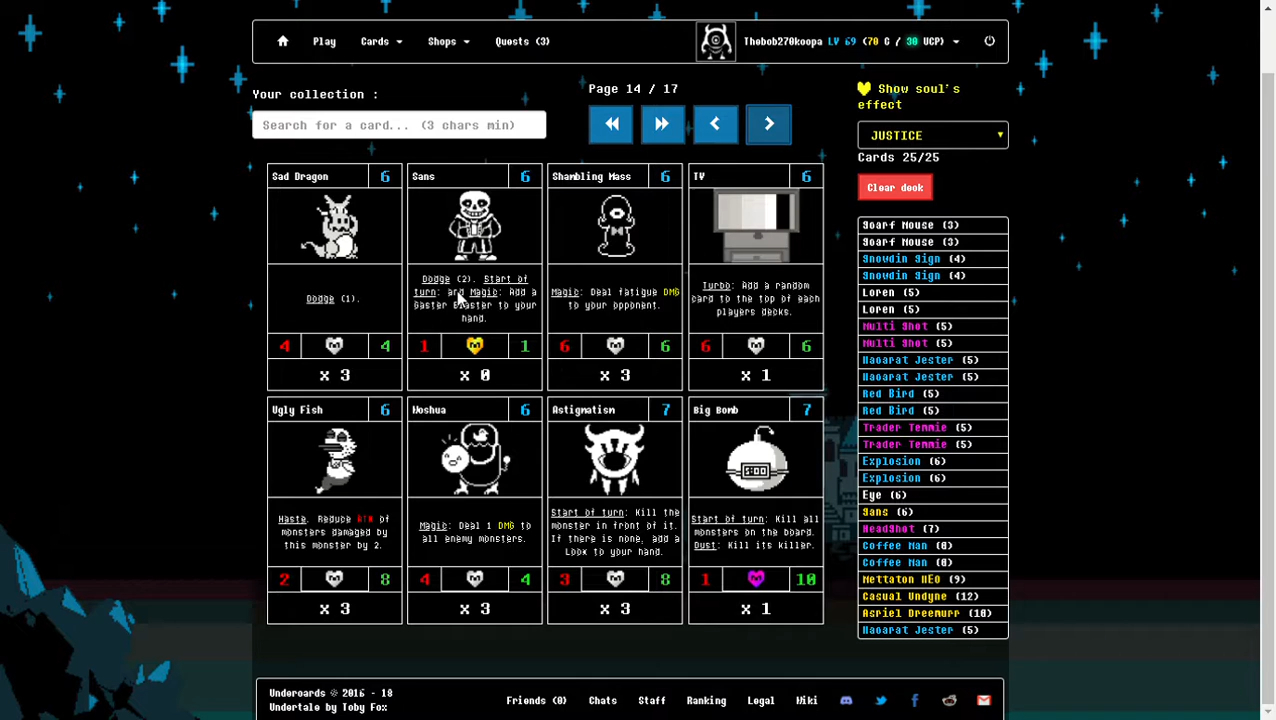 Play Cards Shops Quests (3) Thebob270koopa LV 69 (70 G / 30 UCP)
Your collection :
Search for a card... (3 chars min)
Page 14 / 17
Show soul's
effect
JUSTICE
Cards 25/25
Clear deck
Sad Dragon 6
Dodge (1).
4 4
x 3
Sans 6
Dodge (2). Start of
turn: and Magic: Add a
Gaster Blaster to your
hand.
1 1
x 0
Shambling Mass 6
Magic: Deal fatigue DMG
to your opponent.
6 6
x 3
TV 6
Turbo: Add a random
card to the top of each
players decks.
6 6
x 1
Ugly Fish 6
Haste. Reduce ATK of
monsters damaged by
this monster by 2.
2 8
x 3
Woshua 6
Magic: Deal 1 DMG to
all enemy monsters.
4 4
x 3
Astigmatism 7
Start of turn: Kill the
monster in front of it.
If there is none, add a
Look to your hand.
3 8
x 3
Big Bomb 7
5:00
Start of turn: Kill all
monsters on the board.
Dust: Kill its killer.
1 10
x 1
Scarf Mouse (3)
Scarf Mouse (3)
Snowdin Sign (4)
Snowdin Sign (4)
Loren (5)
Loren (5)
Multi Shot (5)
Multi Shot (5)
Haoarat Jester (5)
Haoarat Jester (5)
Red Bird (5)
Red Bird (5)
Trader Temmie (5)
Trader Temmie (5)
Explosion (6)
Explosion (6)
Eye (6)
Sans (6)
HeadShot (7)
Coffee Man (8)
Coffee Man (8)
Mettaton NEO (9)
Casual Undyne (12)
Asriel Dreemurr (10)
Haoarat Jester (5)
Undercards © 2016 - 18
Undertale by Toby Fox
Friends (0) Chats Staff Ranking Legal Wiki